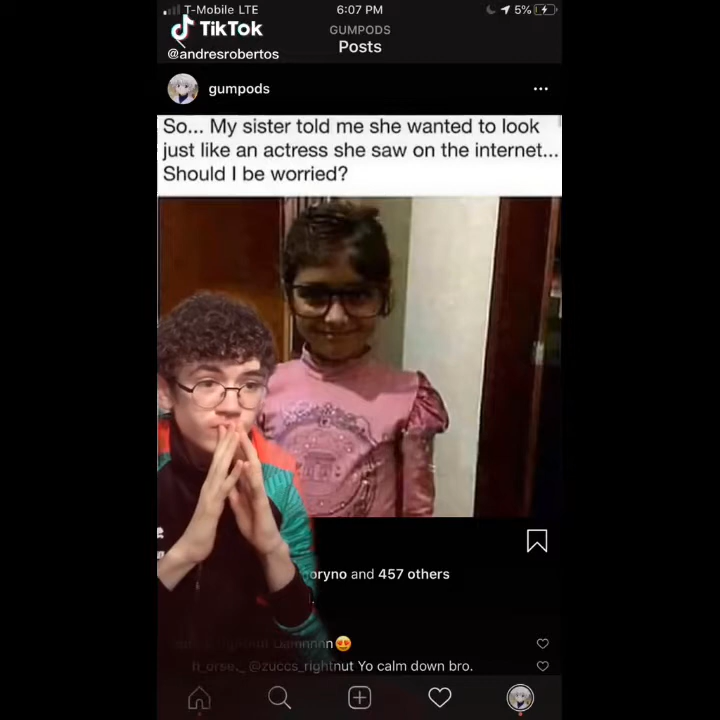 T-Mobile LTE 6:07 PM 5%
TikTok
@andresrobertos
GUMPODS
Posts
gumpods
So... My sister told me she wanted to look
just like an actress she saw on the internet...
Should I be worried?
and 457 others
@zuccs_rightnut Yo calm down bro.